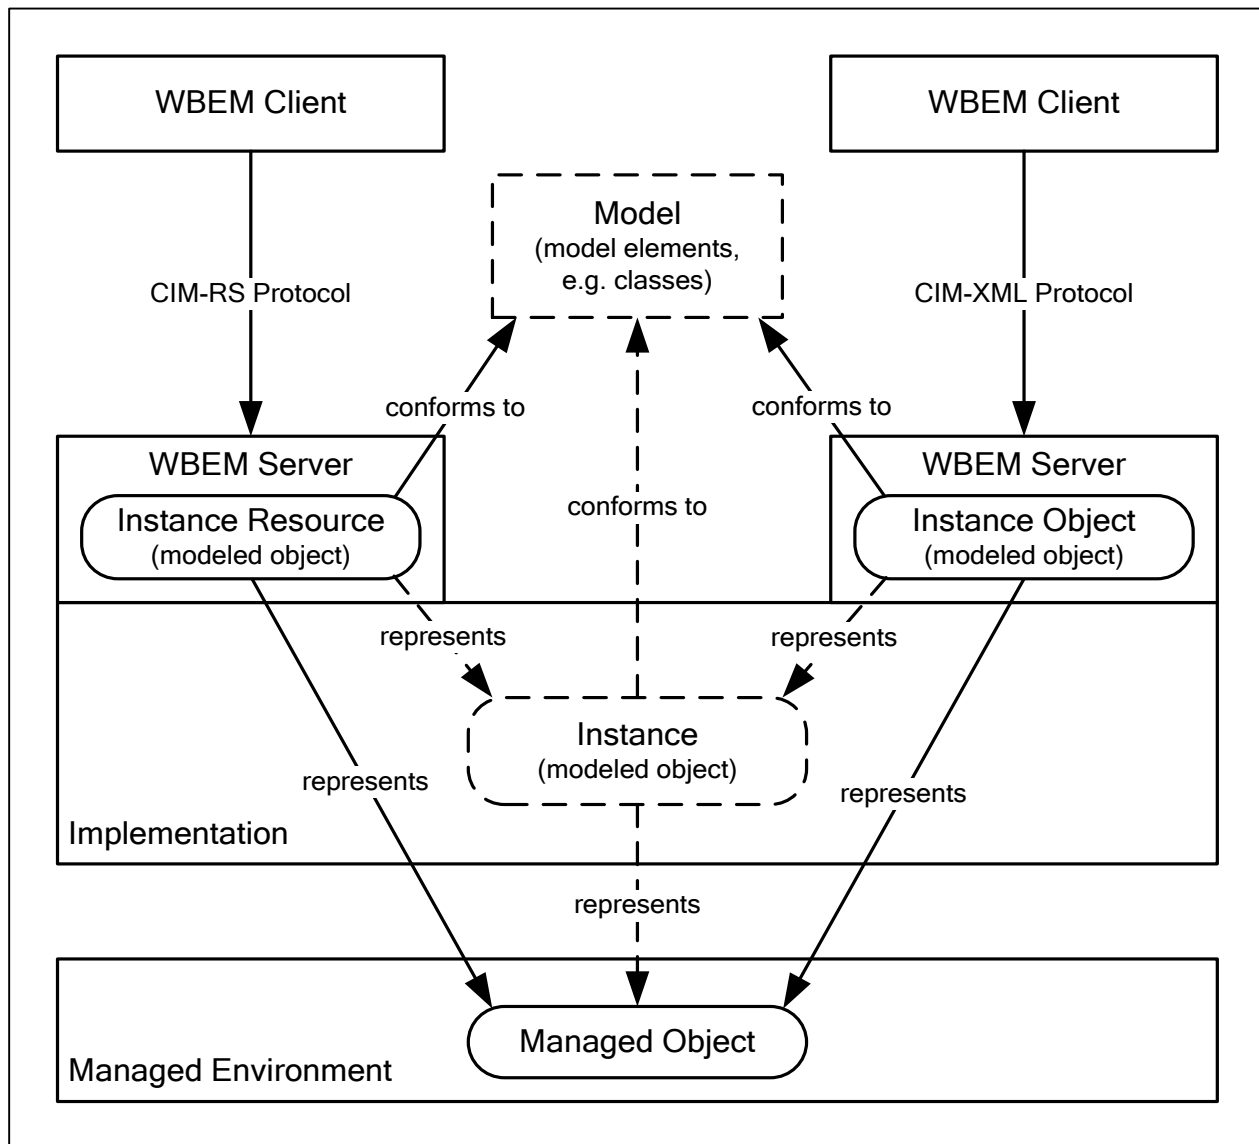 WBEM Client
WBEM Client
Model
(model elements,
e.g. classes)
CIM-RS Protocol
CIM-XML Protocol
conforms to
conforms to
WBEM Server
WBEM Server
conforms to
Instance Resource
(modeled object)
Instance Object
(modeled object)
represents
represents
Instance
(modeled object)
represents
represents
Implementation
represents
Managed Object
Managed Environment